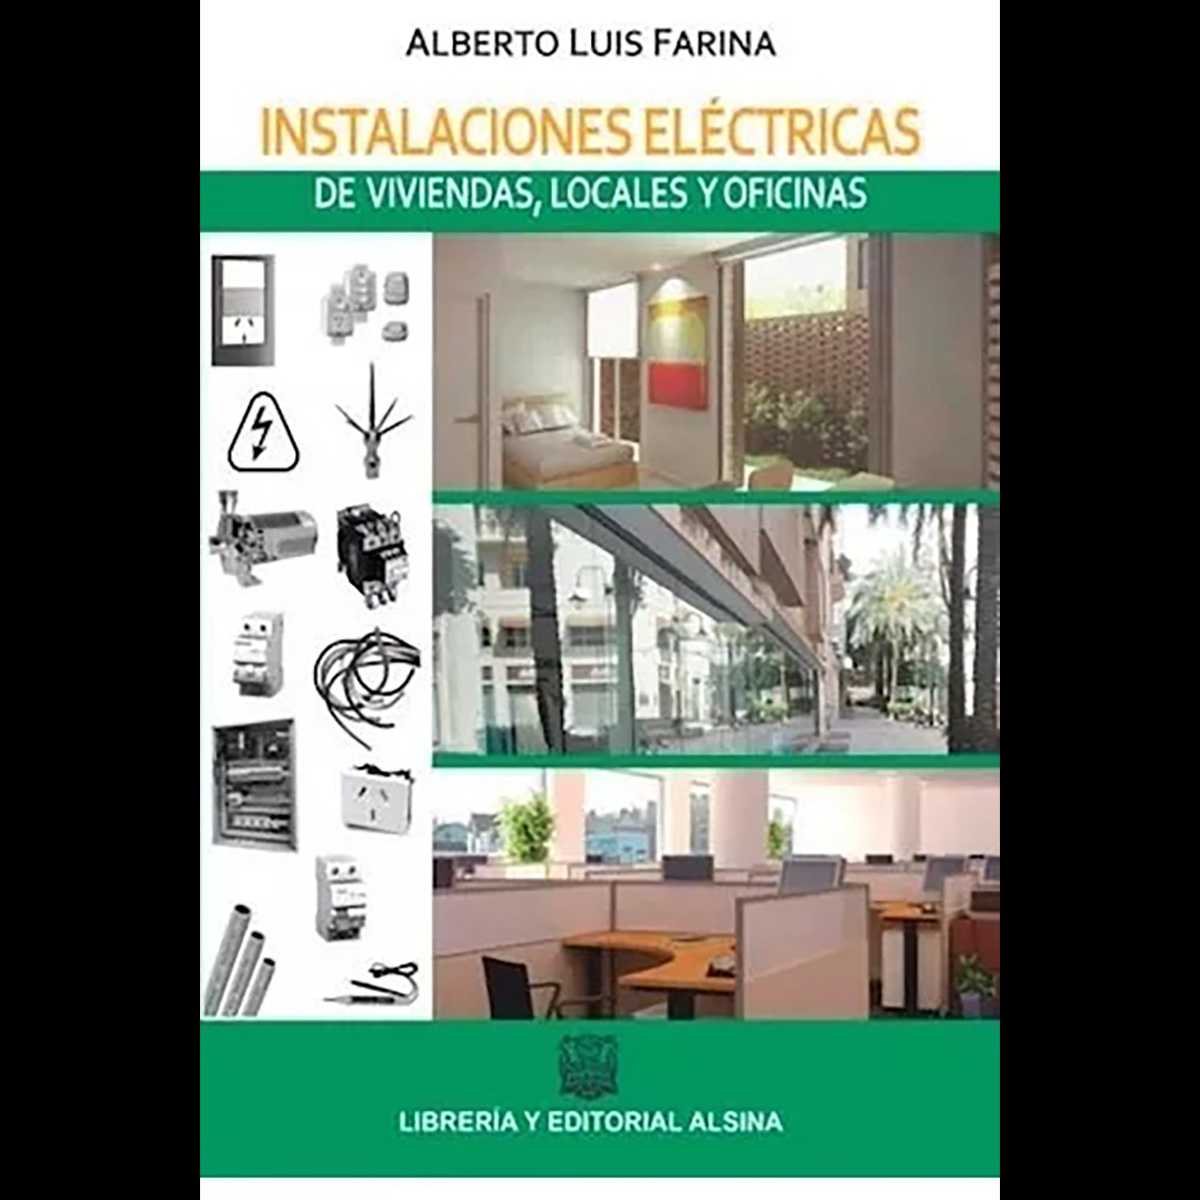 ALBERTO LUIS FARINA
INSTALACIONES ELÉCTRICAS
DE VIVIENDAS, LOCALES Y OFICINAS
LIBRERÍA Y EDITORIAL ALSINA